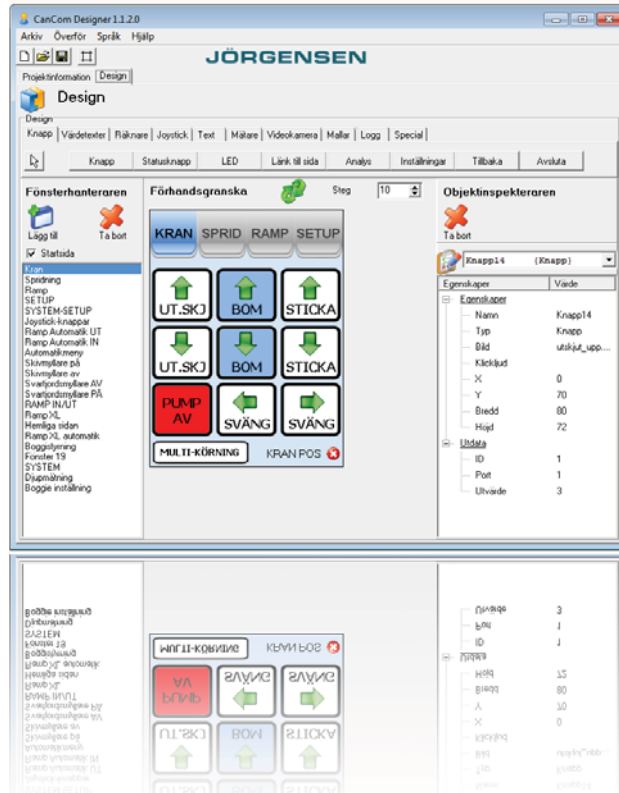 CanCom Designer 1.1.2.0
Arkiv Överför Språk Hjälp
JÖRGENSEN
Projektinformation Design
Design
Design
Knapp Värdetexter Räknare Joystick Text Mätare Videokamera Mallar Logg Special
Knapp Statusknapp LED Länk till sida Analys Inställningar Tillbaka Avsluta
Fönsterhanteraren
Lägg till Ta bort
Startsida
Kran
Spridning
Ramp
SETUP
SYSTEM-SETUP
Joystick-knappar
Ramp Automatik UT
Ramp Automatik IN
Automatikmeny
Skivmyllare på
Skivmyllare av
Svartjordsmyllare AV
Svartjordsmyllare PÅ
RAMP IN/UT
Ramp XL
Hemliga sidan
Ramp XL automatik
Boggistyrning
Fönster 19
SYSTEM
Djupmätning
Boggie inställning
Förhandsgranska Steg 10
KRAN SPRID RAMP SETUP
UT.SKJ BOM STICKA
UT.SKJ BOM STICKA
PUMP
AV SVÄNG SVÄNG
MULTI-KÖRNING KRAN POS
Objektinspekteraren
Ta bort
Knapp14 (Knapp)
Egenskaper Värde
Egenskaper
Namn Knapp14
Typ Knapp
Bild utskjut_upp....
Klickljud
X 0
Y 70
Bredd 80
Höjd 72
Utdata
ID 1
Port 1
Utvärde 3